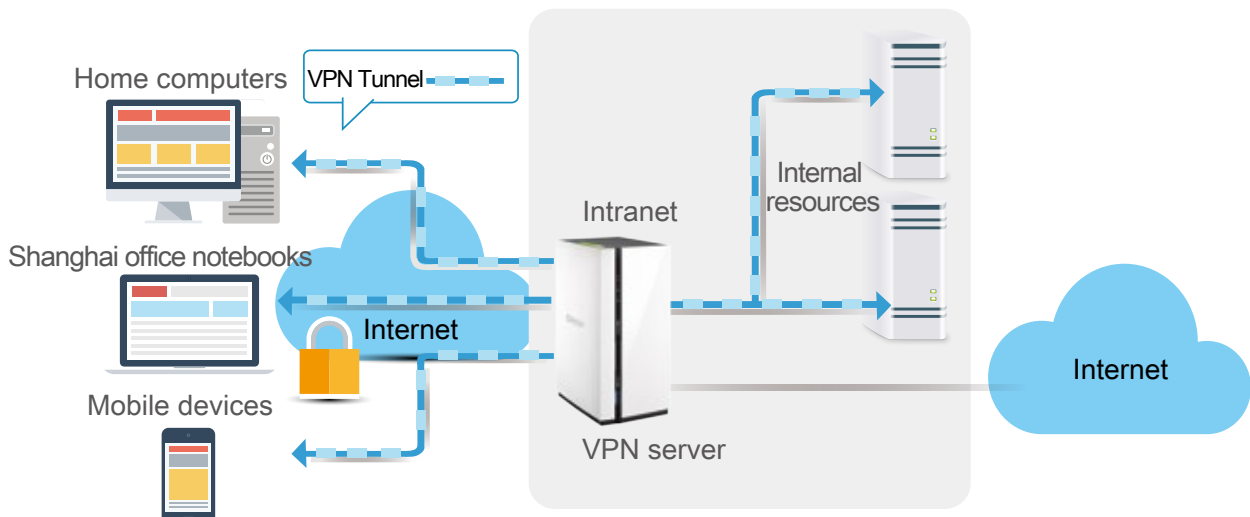 Home computers
VPN Tunnel
Shanghai office notebooks
Internet
Mobile devices
Intranet
VPN server
Internal
resources
Internet